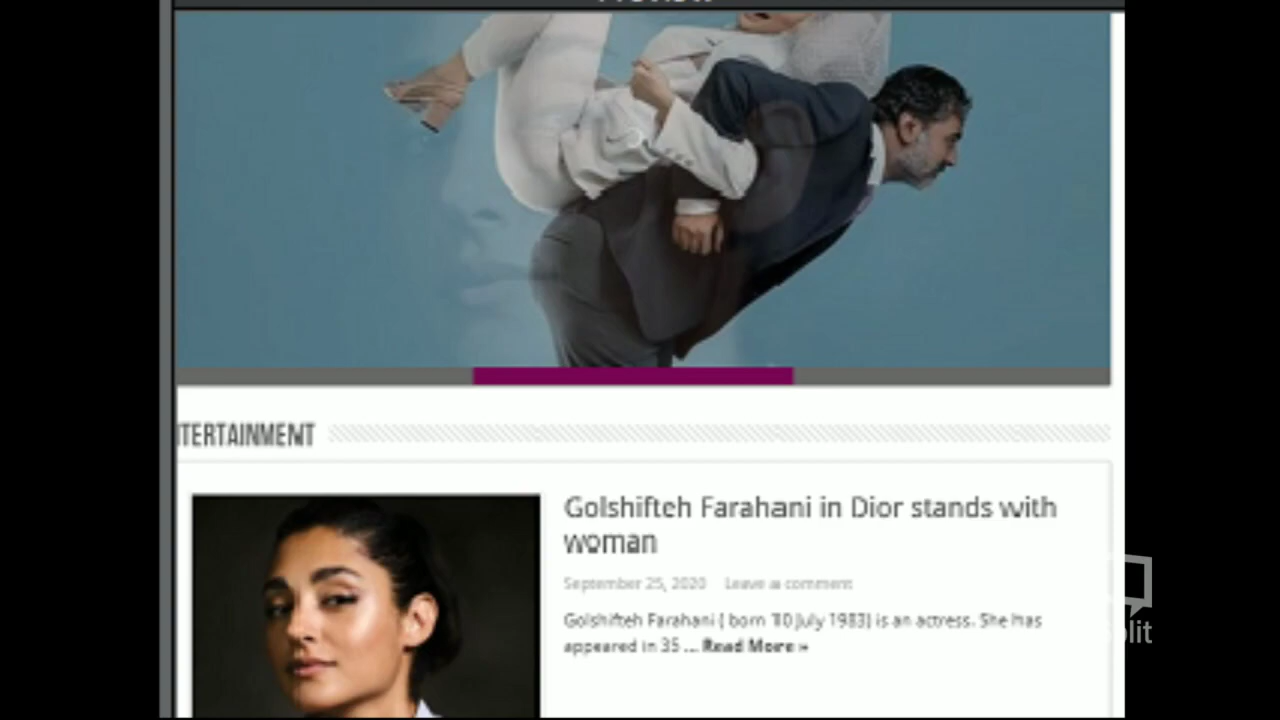 TERTAINMENT
Golshifteh Farahani in Dior stands with
woman
September 25, 2020 Leave a comment
Golshifteh Farahani ( born 10 July 1983) is an actress. She has
appeared in 35 ... Read More »
lit